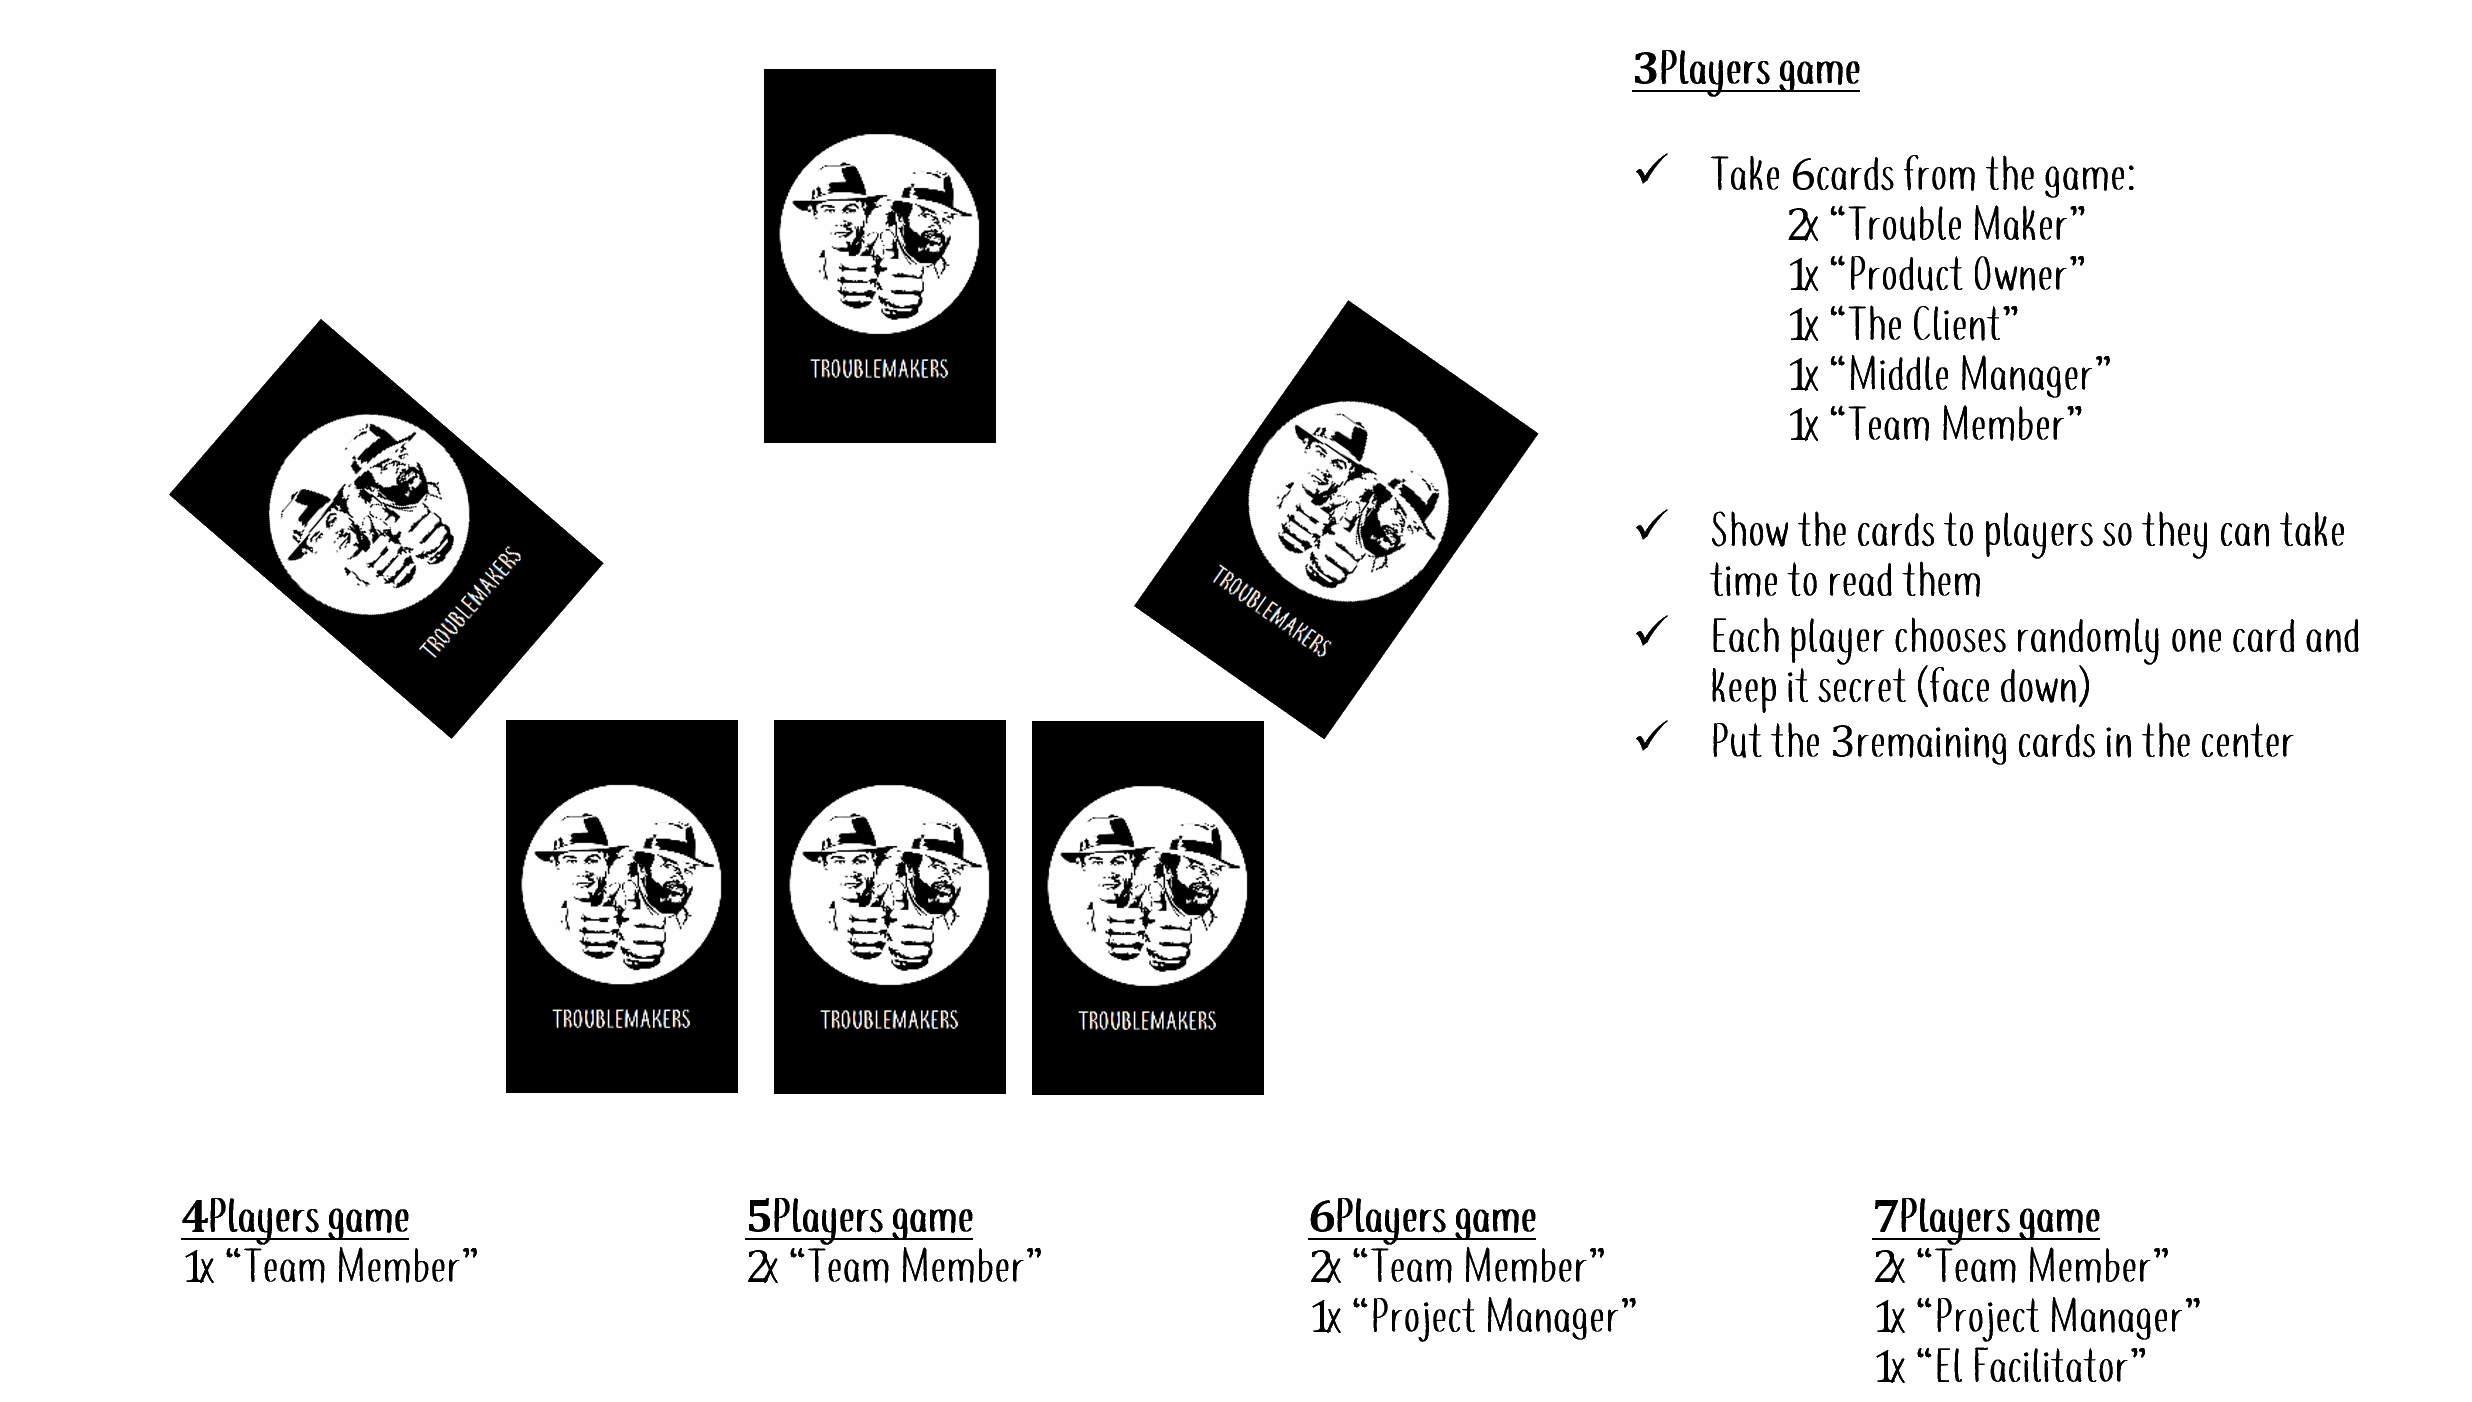 3Players game
✓ Take 6cards from the game:
2x “Trouble Maker”
1x “Product Owner”
1x “The Client”
1x “Middle Manager”
1x “Team Member”
✓ Show the cards to players so they can take
time to read them
✓ Each player chooses randomly one card and
keep it secret (face down)
✓ Put the 3remaining cards in the center
TROUBLEMAKERS
TROUBLEMAKERS
TROUBLEMAKERS
TROUBLEMAKERS
TROUBLEMAKERS
TROUBLEMAKERS
4Players game
1x “Team Member”
5Players game
2x “Team Member”
6Players game
2x “Team Member”
1x “Project Manager”
7Players game
2x “Team Member”
1x “Project Manager”
1x “El Facilitator”